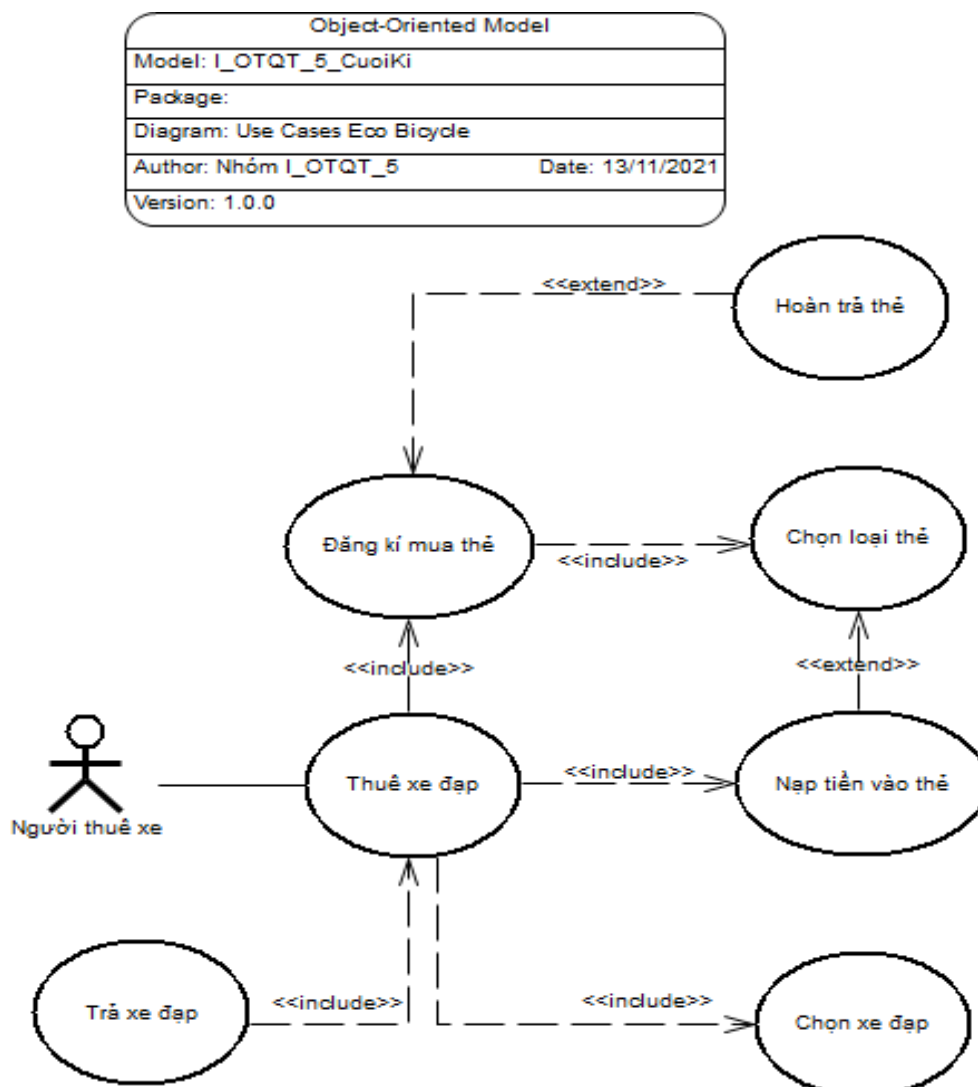 Object-Oriented Model
Model: I_OTQT_5_CuoiKi
Package:
Diagram: Use Cases Eco Bicycle
Author: Nhóm I_OTQT_5 Date: 13/11/2021
Version: 1.0.0
<<extend>>
Hoàn trả thẻ
Đăng kí mua thẻ
<<include>>
Chọn loại thẻ
<<include>>
<<extend>>
Người thuê xe
Thuê xe đạp
<<include>>
Nạp tiền vào thẻ
Trả xe đạp
<<include>>
<<include>>
Chọn xe đạp